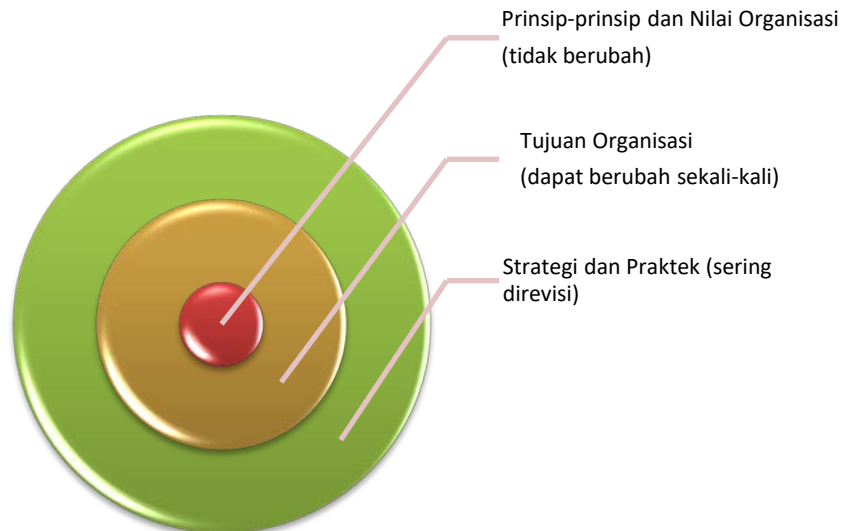 Prinsip-prinsip dan Nilai Organisasi
(tidak berubah)
Tujuan Organisasi
(dapat berubah sekali-kali)
Strategi dan Praktek (sering
direvisi)